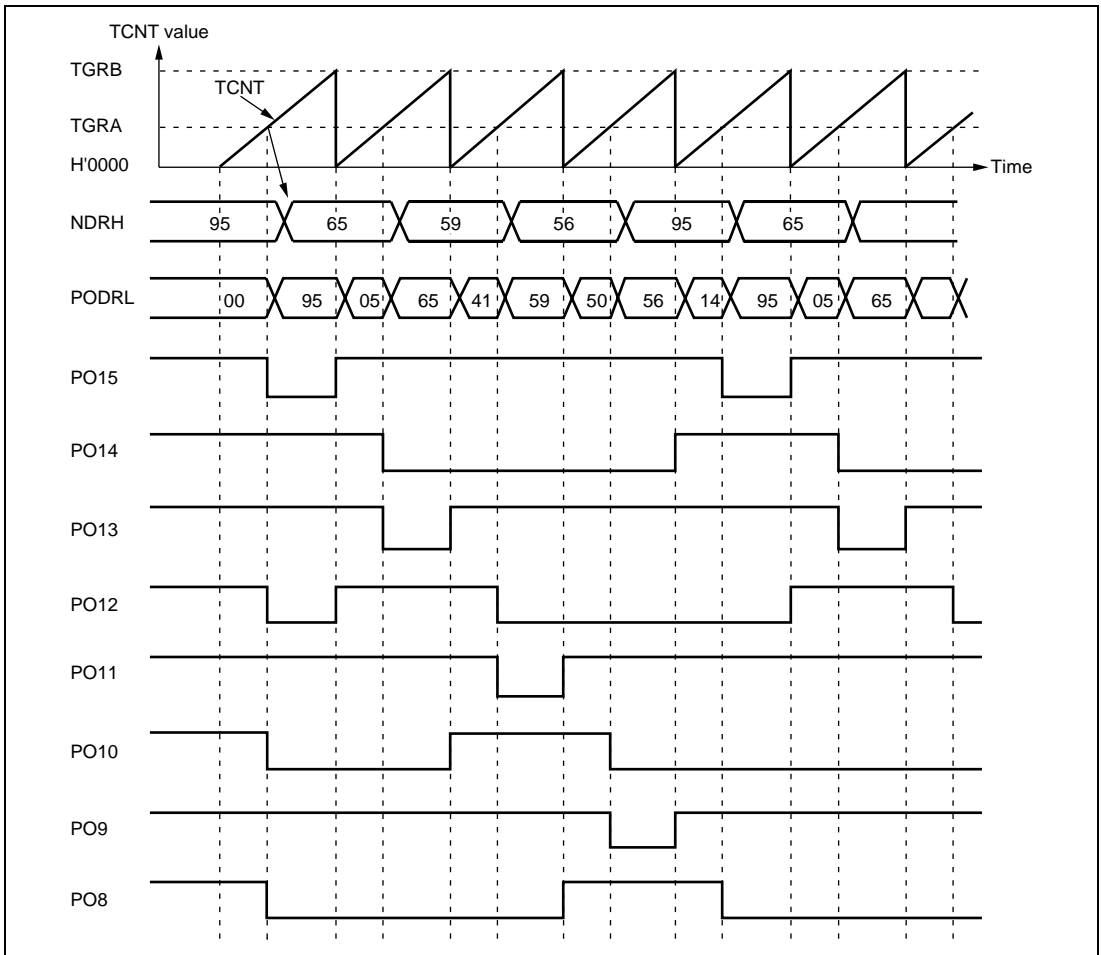 TCNT value
TGRB
TCNT
TGRA
H'0000
Time
NDRH 95 65 59 56 95 65
PODRL 00 95 05 65 41 59 50 56 14 95 05 65
PO15
PO14
PO13
PO12
PO11
PO10
PO9
PO8